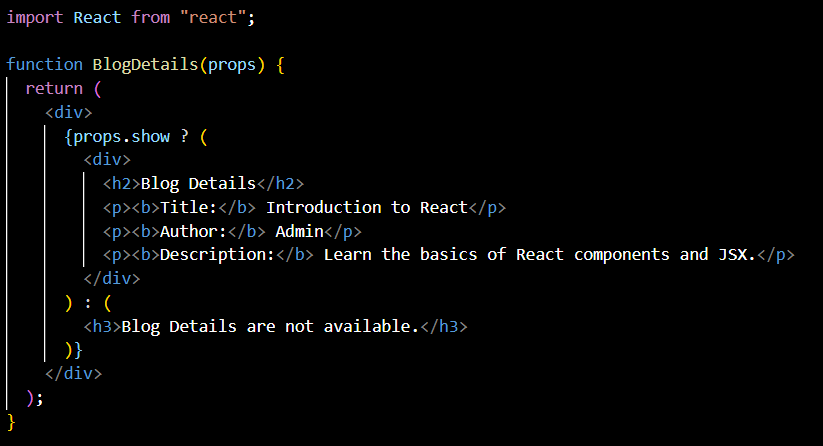 import React from "react";

function BlogDetails(props) {
  return (
    <div>
      {props.show ? (
        <div>
          <h2>Blog Details</h2>
          <p><b>Title:</b> Introduction to React</p>
          <p><b>Author:</b> Admin</p>
          <p><b>Description:</b> Learn the basics of React components and JSX.</p>
        </div>
      ) : (
        <h3>Blog Details are not available.</h3>
      )}
    </div>
  );
}